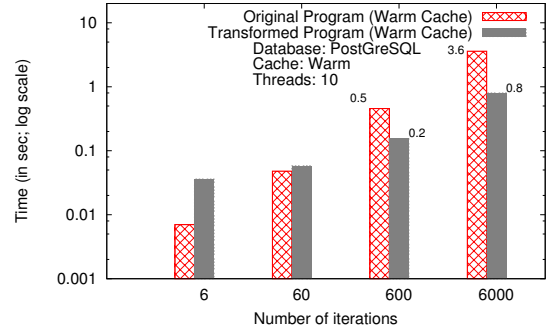 Original Program (Warm Cache)
Transformed Program (Warm Cache)
Database: PostGreSQL
Cache: Warm
Threads: 10
Time (in sec; log scale)
10
1
0.1
0.01
0.001
0.5
0.2
3.6
0.8
6 60 600 6000
Number of iterations